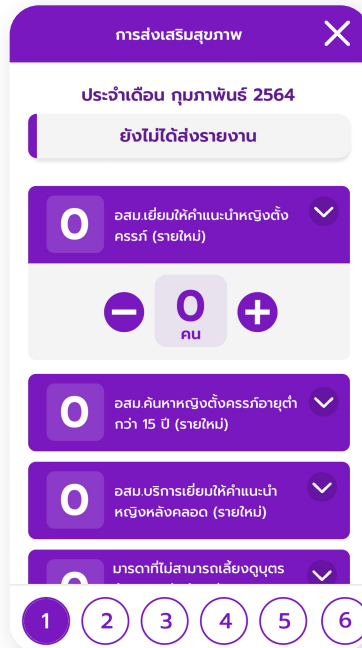 การส่งเสริมสุขภาพ
ประจำเดือน กุมภาพันธ์ 2564
ยังไม่ได้ส่งรายงาน
0
อสม.เยี่ยมให้คำแนะนำหญิงตั้ง
ครรภ์ (รายใหม่)
0
คน
0
อสม.ค้นหาหญิงตั้งครรภ์อายุต่ำ
กว่า 15 ปี (รายใหม่)
0
อสม.บริการเยี่ยมให้คำแนะนำ
หญิงหลังคลอด (รายใหม่)
0
มารดาที่ไม่สามารถเลี้ยงดูบุตร
1 2 3 4 5 6